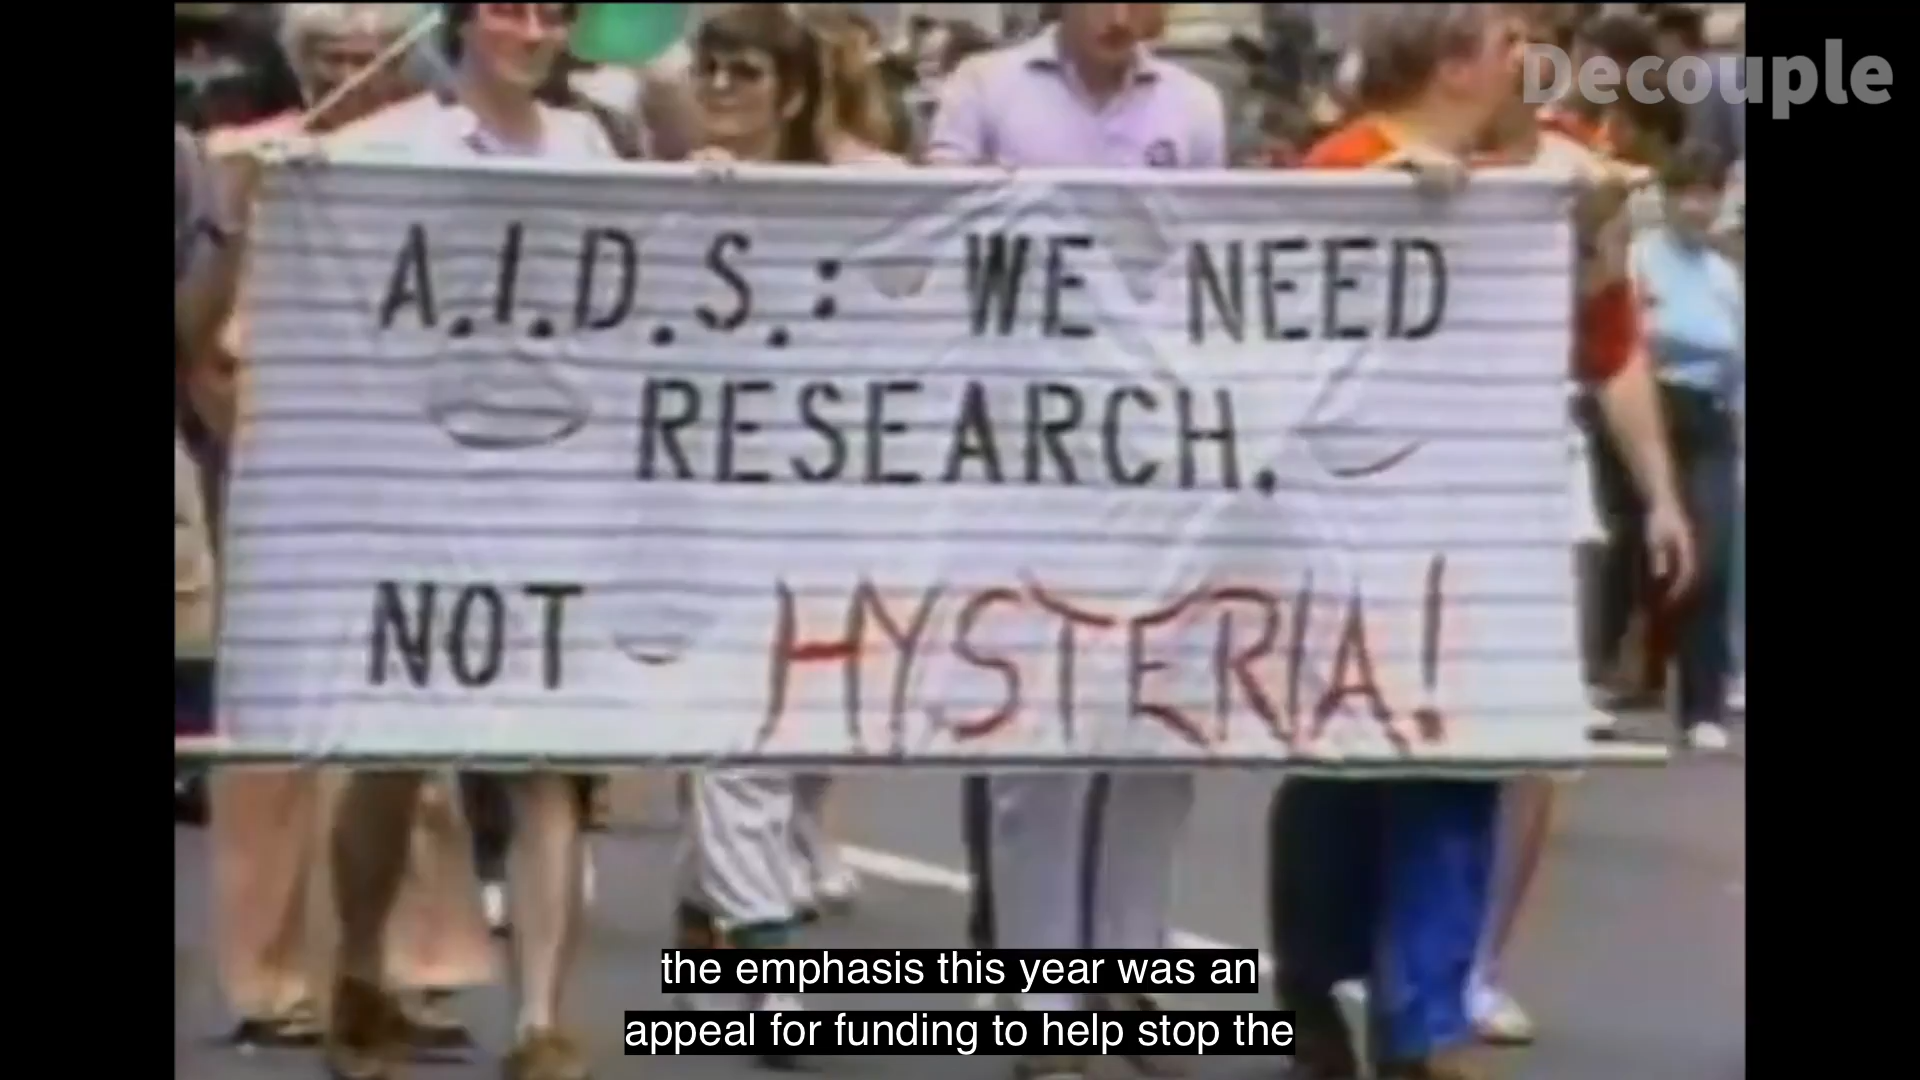 Decouple
A.I.D.S.: WE NEED
RESEARCH.
NOT HYSTERIA!
the emphasis this year was an
appeal for funding to help stop the